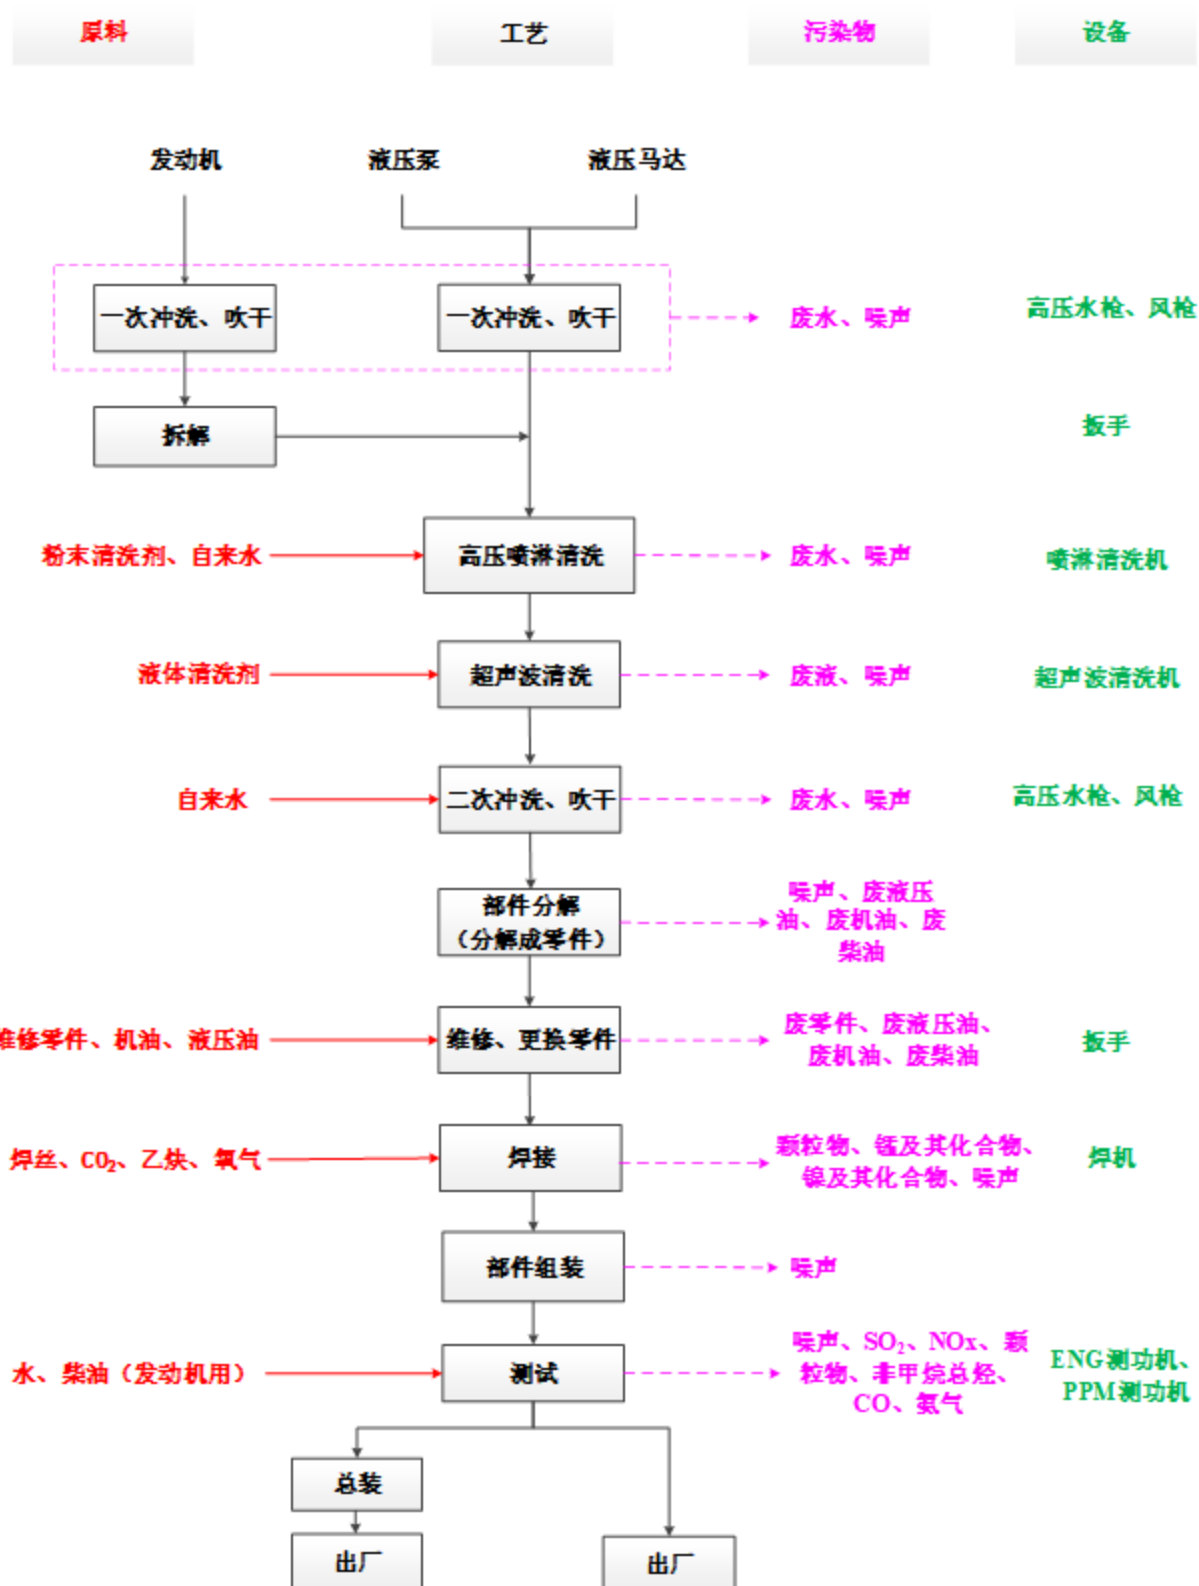 原料 工艺 污染物 设备
发动机 液压泵 液压马达
一次冲洗、吹干 一次冲洗、吹干 废水、噪声 高压水枪、风枪
拆解 扳手
粉末清洗剂、自来水 高压喷淋清洗 废水、噪声 喷淋清洗机
液体清洗剂 超声波清洗 废液、噪声 超声波清洗机
自来水 二次冲洗、吹干 废水、噪声 高压水枪、风枪
部件分解
（分解成零件）
噪声、废液压
油、废机油、废
柴油
维修零件、机油、液压油 维修、更换零件
废零件、废液压油、
废机油、废柴油
扳手
焊丝、CO₂、乙炔、氧气 焊接
颗粒物、锰及其化合物、
镍及其化合物、噪声
焊机
部件组装 噪声
水、柴油（发动机用） 测试
噪声、SO₂、NOx、颗
粒物、非甲烷总烃、
CO、氨气
ENG测功机、
PPM测功机
总装
出厂 出厂